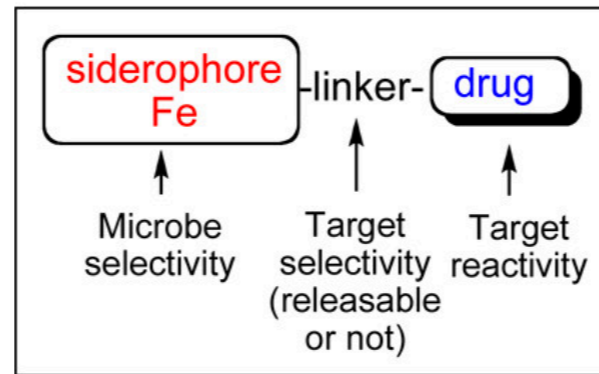 siderophore
Fe
-linker-
drug
Microbe
selectivity
Target
selectivity
(releasable
or not)
Target
reactivity